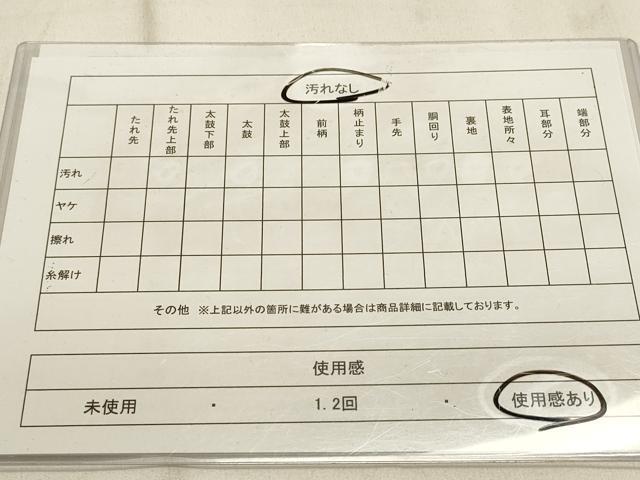 汚れなし
たれ先 たれ先上部 太鼓下部 太鼓 太鼓上部 前柄 柄止まり 手先 胴回り 裏地 表地所々 耳部分 端部分
汚れ
ヤケ
擦れ
糸解け
その他 ※上記以外の箇所に難がある場合は商品詳細に記載しております。
使用感
未使用 ・ 1.2回 ・ 使用感あり